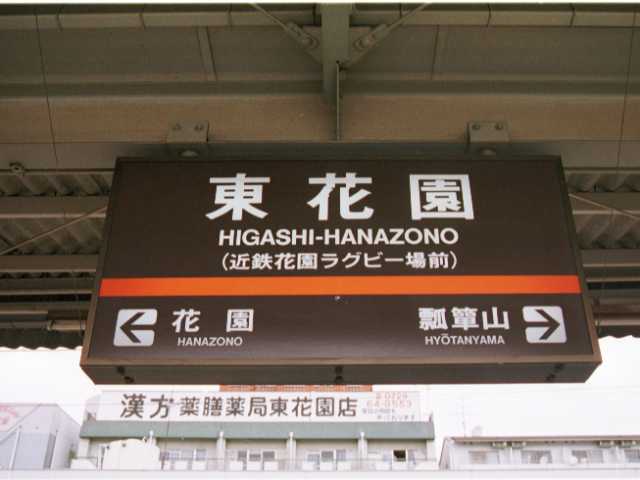 東花園
HIGASHI-HANAZONO
(近鉄花園ラグビー場前)
花園
HANAZONO
瓢箪山
HYŌTANYAMA
漢方薬膳薬局東花園店